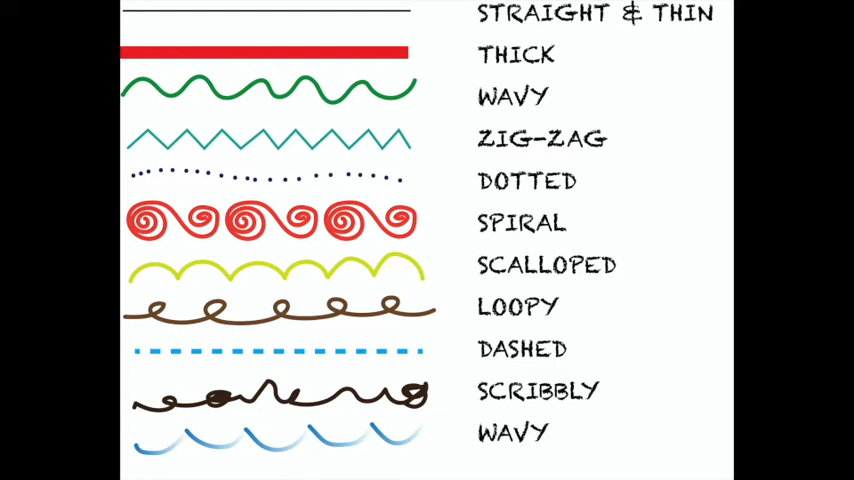 STRAIGHT & THIN
THICK
WAVY
ZIG-ZAG
DOTTED
SPIRAL
SCALLOPED
LOOPY
DASHED
SCRIBBLY
WAVY